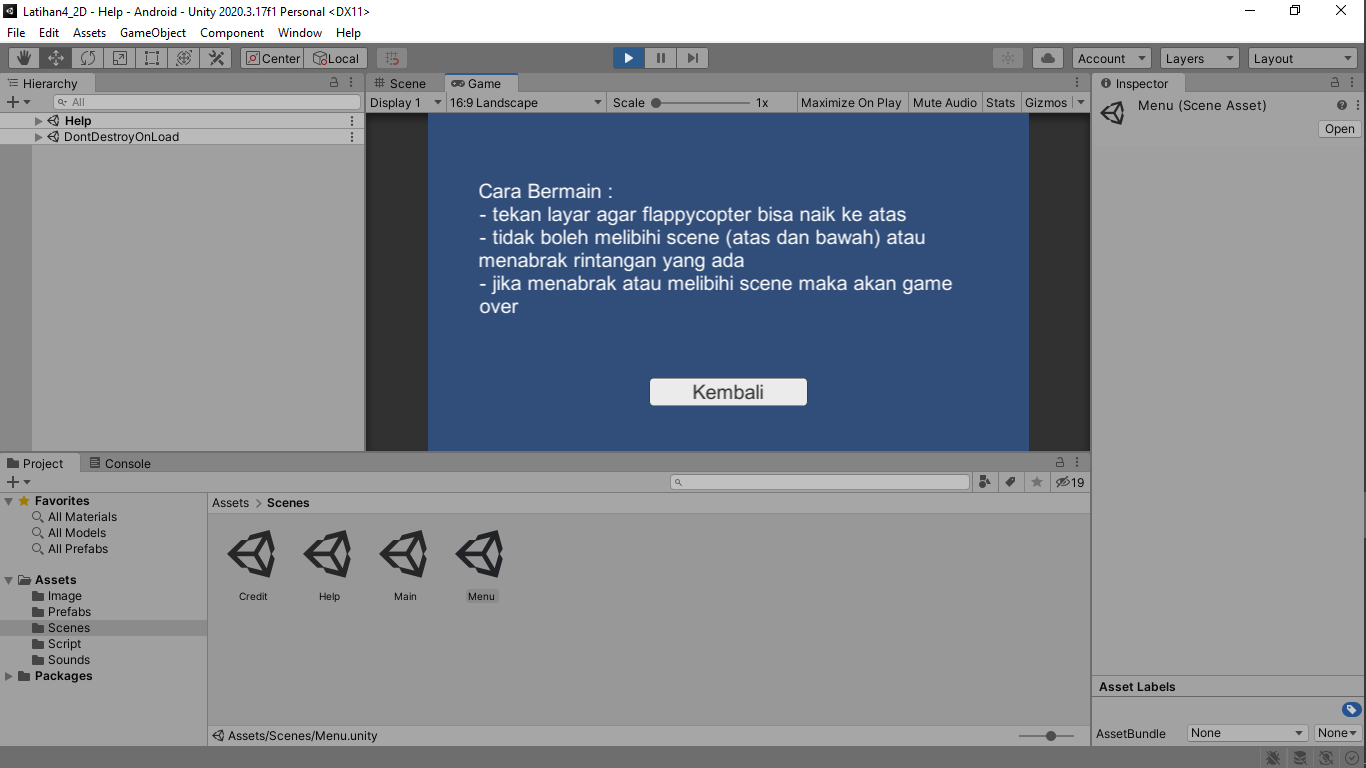 Latihan4_2D - Help - Android - Unity 2020.3.17f1 Personal <DX11>
File Edit Assets GameObject Component Window Help
Center Local Account Layers Layout
Hierarchy
All
Help
DontDestroyOnLoad
Scene Game
Display 1 16:9 Landscape Scale 1x Maximize On Play Mute Audio Stats Gizmos
Cara Bermain :
- tekan layar agar flappycopter bisa naik ke atas
- tidak boleh melibihi scene (atas dan bawah) atau
menabrak rintangan yang ada
- jika menabrak atau melibihi scene maka akan game
over
Kembali
Inspector
Menu (Scene Asset)
Open
Project Console
19
Favorites
All Materials
All Models
All Prefabs
Assets
Image
Prefabs
Scenes
Script
Sounds
Packages
Assets > Scenes
Credit Help Main Menu
Assets/Scenes/Menu.unity
Asset Labels
AssetBundle None None